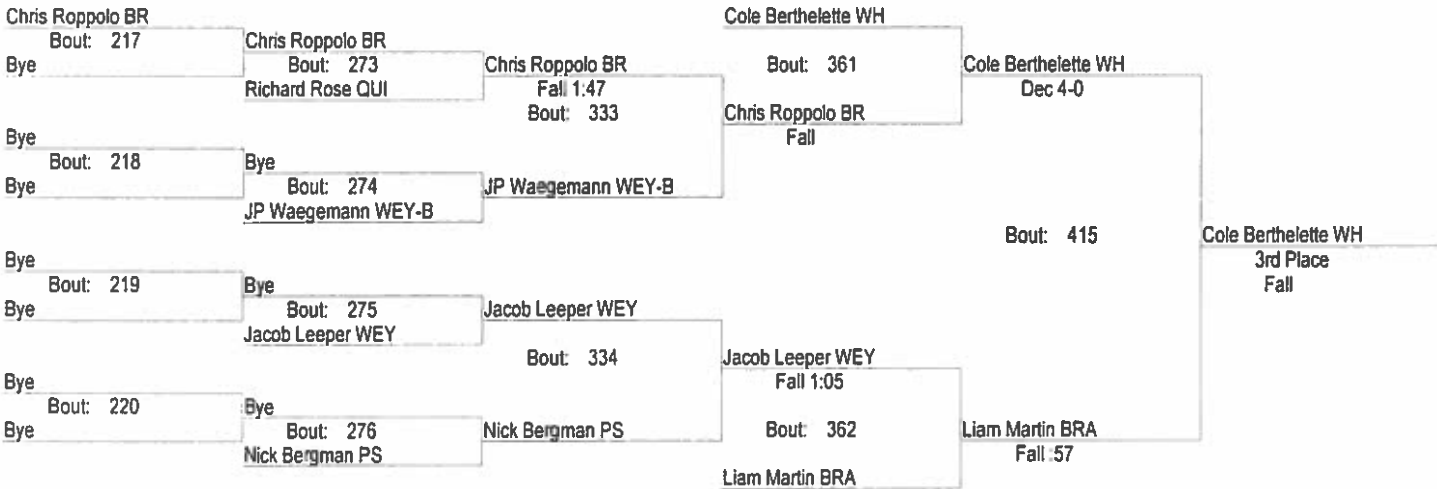 Chris Roppolo BR
Bout: 217
Bye
Chris Roppolo BR
Bout: 273
Richard Rose QUI
Chris Roppolo BR
Fall 1:47
Bout: 333
Bye
Bout: 218
Bye
Bye
Bout: 274
JP Waegemann WEY-B
JP Waegemann WEY-B
Bye
Bout: 219
Bye
Bye
Bout: 275
Jacob Leeper WEY
Jacob Leeper WEY
Bout: 334
Bye
Bout: 220
Bye
Bye
Bout: 276
Nick Bergman PS
Nick Bergman PS
Cole Berthelette WH
Bout: 361
Chris Roppolo BR
Fall
Cole Berthelette WH
Dec 4-0
Jacob Leeper WEY
Fall 1:05
Bout: 362
Liam Martin BRA
Liam Martin BRA
Fall :57
Bout: 415
Cole Berthelette WH
3rd Place
Fall